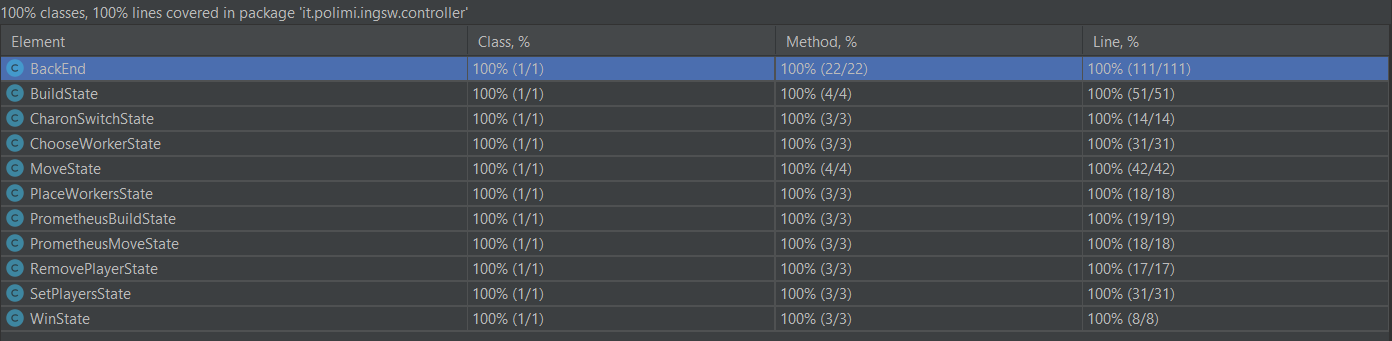 100% classes, 100% lines covered in package 'it.polimi.ingsw.controller'
Element Class, % Method, % Line, %
C BackEnd 100% (1/1) 100% (22/22) 100% (111/111)
C BuildState 100% (1/1) 100% (4/4) 100% (51/51)
C CharonSwitchState 100% (1/1) 100% (3/3) 100% (14/14)
C ChooseWorkerState 100% (1/1) 100% (3/3) 100% (31/31)
C MoveState 100% (1/1) 100% (4/4) 100% (42/42)
C PlaceWorkersState 100% (1/1) 100% (3/3) 100% (18/18)
C PrometheusBuildState 100% (1/1) 100% (3/3) 100% (19/19)
C PrometheusMoveState 100% (1/1) 100% (3/3) 100% (18/18)
C RemovePlayerState 100% (1/1) 100% (3/3) 100% (17/17)
C SetPlayersState 100% (1/1) 100% (3/3) 100% (31/31)
C WinState 100% (1/1) 100% (3/3) 100% (8/8)